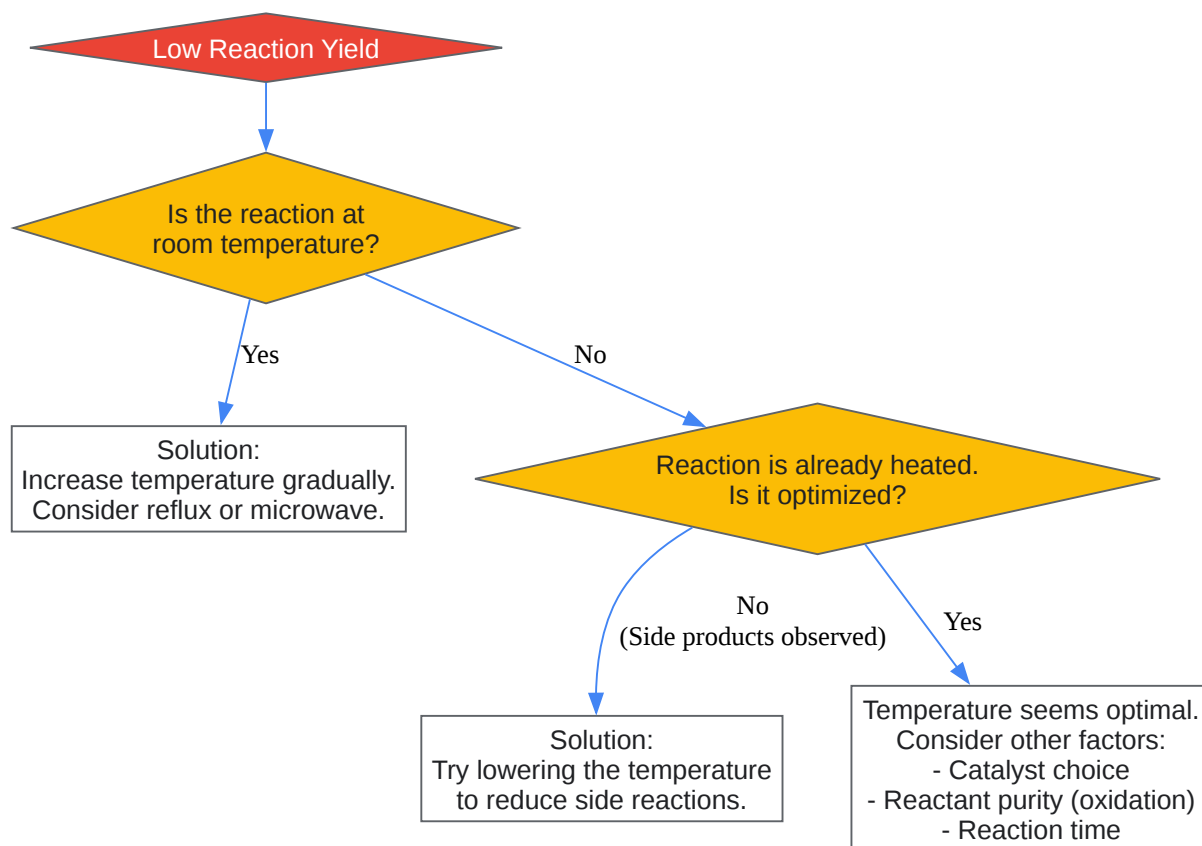 Low Reaction Yield
Is the reaction at
room temperature?
Yes
No
Solution:
Increase temperature gradually.
Consider reflux or microwave.
Reaction is already heated.
Is it optimized?
No
(Side products observed)
Yes
Solution:
Try lowering the temperature
to reduce side reactions.
Temperature seems optimal.
Consider other factors:
- Catalyst choice
- Reactant purity (oxidation)
- Reaction time